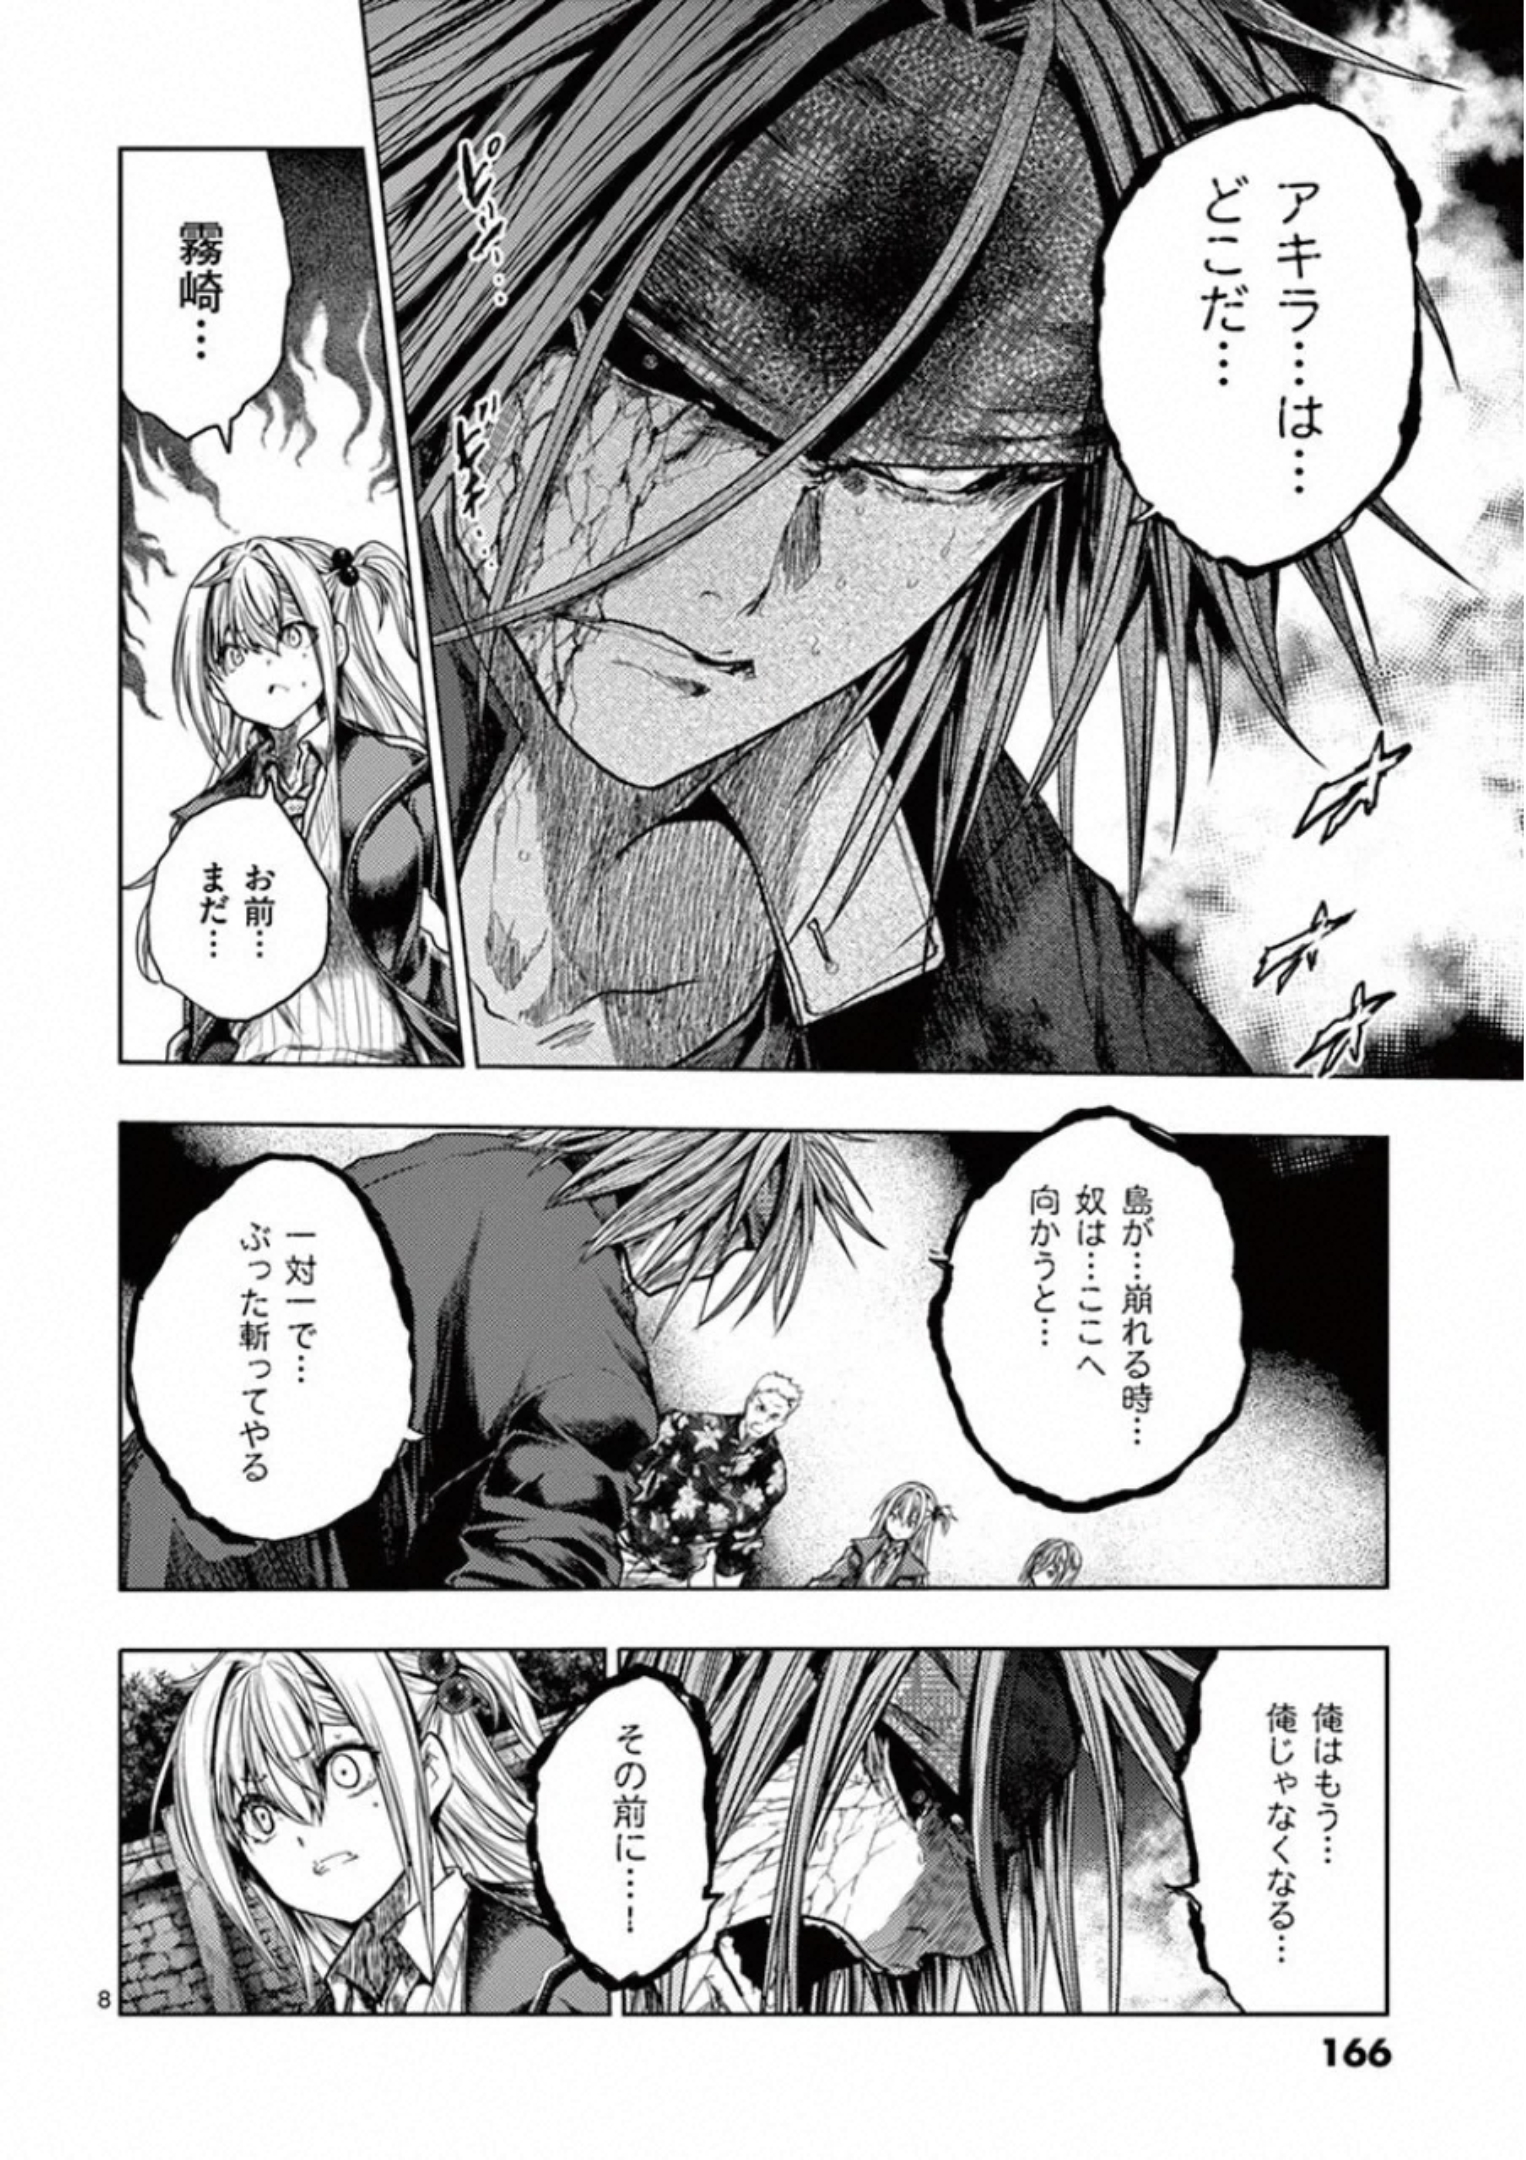 アキラ…は…
どこだ…
ピリ…
ピキ…
オ
オ
オ
霧崎…
お前…
まだ…
島が…崩れる時…
奴は…ここへ
向かうと…
一対一で…
ぶった斬ってやる
俺はもう…
俺じゃなくなる…
その前に……！
8
166